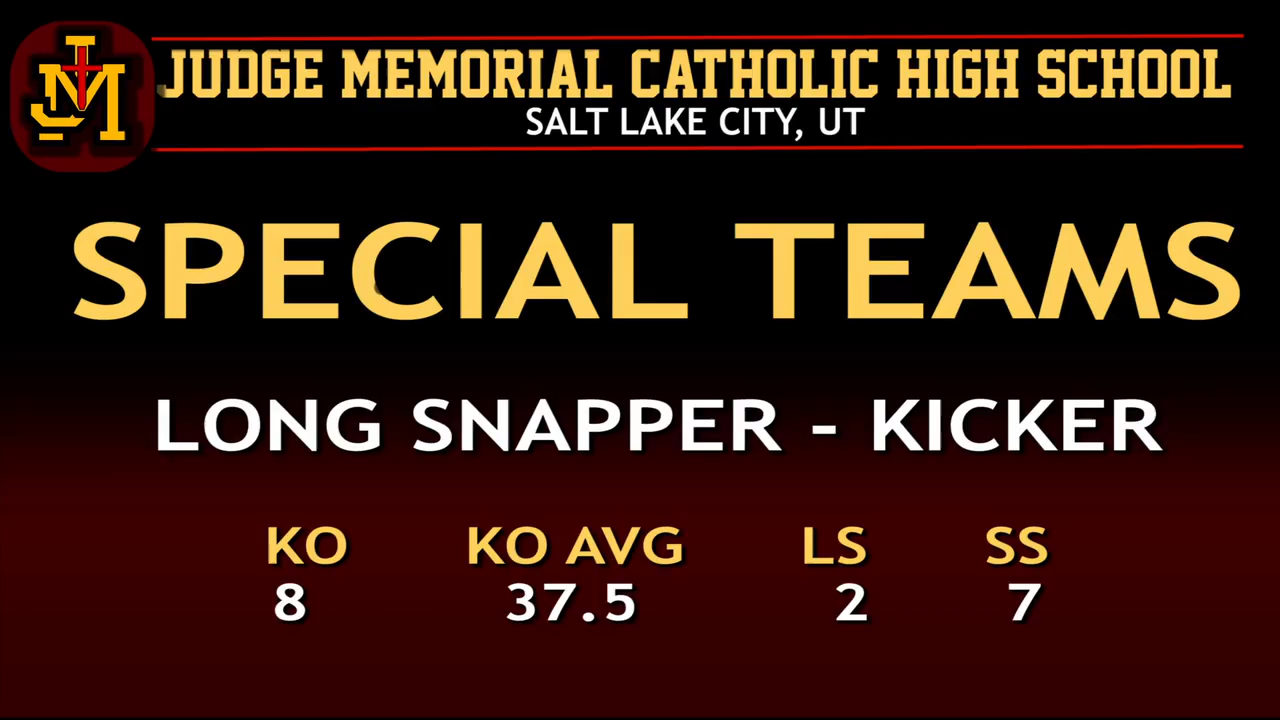 JM
JUDGE MEMORIAL CATHOLIC HIGH SCHOOL
SALT LAKE CITY, UT
SPECIAL TEAMS
LONG SNAPPER - KICKER
KO KO AVG LS SS
8 37.5 2 7